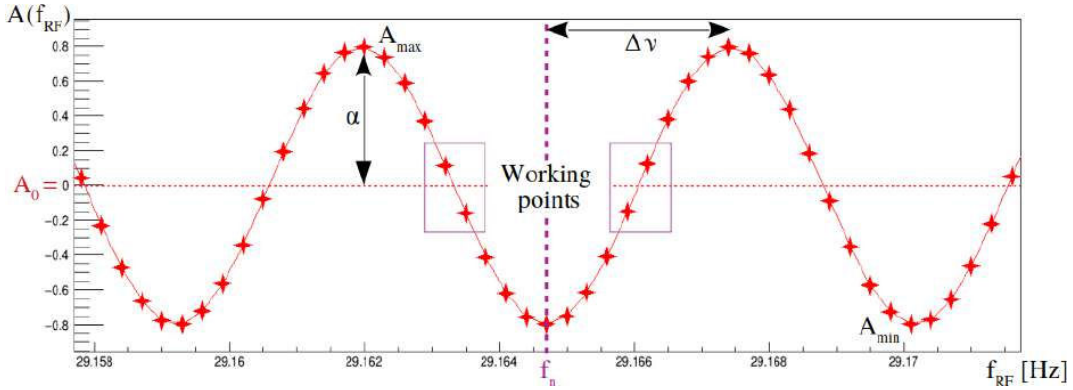 A(f_RF)
A_max
Δν
0.8
0.6
0.4
α
0.2
A_0 = 0
Working
points
-0.2
-0.4
-0.6
-0.8
A_min
29.158
29.16
29.162
29.164
29.166
29.168
29.17
f_n
f_RF [Hz]